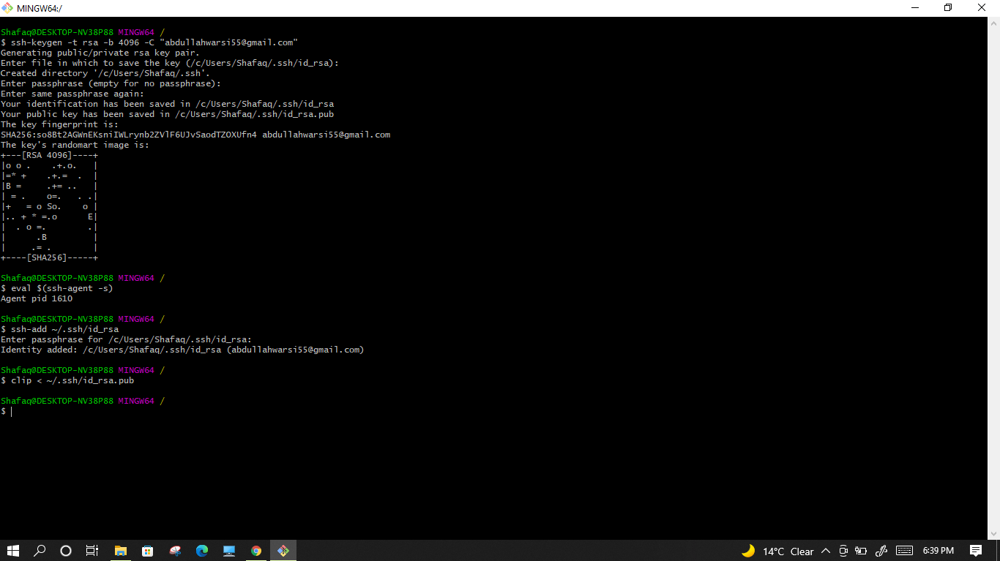 MINGW64:/
Shafaq@DESKTOP-NV38P88 MINGW64 /
$ ssh-keygen -t rsa -b 4096 -C "abdullahwarsi55@gmail.com"
Generating public/private rsa key pair.
Enter file in which to save the key (/c/Users/Shafaq/.ssh/id_rsa):
Created directory '/c/Users/Shafaq/.ssh'.
Enter passphrase (empty for no passphrase):
Enter same passphrase again:
Your identification has been saved in /c/Users/Shafaq/.ssh/id_rsa
Your public key has been saved in /c/Users/Shafaq/.ssh/id_rsa.pub
The key fingerprint is:
SHA256:so8Bt2AGWnEKsniIWLrynb2ZVlF6UJvSaodTZOXUfn4 abdullahwarsi55@gmail.com
The key's randomart image is:
+---[RSA 4096]----+
|o o .    .+.o.   |
|=* +    .+.=  .  |
|B =     .+= ..   |
| = .    o=.   . .|
|+   = o So.    o |
|.. + * =.o      E|
|  . o =.        .|
|      .B         |
|     .= .        |
+----[SHA256]-----+
Shafaq@DESKTOP-NV38P88 MINGW64 /
$ eval $(ssh-agent -s)
Agent pid 1610
Shafaq@DESKTOP-NV38P88 MINGW64 /
$ ssh-add ~/.ssh/id_rsa
Enter passphrase for /c/Users/Shafaq/.ssh/id_rsa:
Identity added: /c/Users/Shafaq/.ssh/id_rsa (abdullahwarsi55@gmail.com)
Shafaq@DESKTOP-NV38P88 MINGW64 /
$ clip < ~/.ssh/id_rsa.pub
Shafaq@DESKTOP-NV38P88 MINGW64 /
$
14°C Clear 6:39 PM